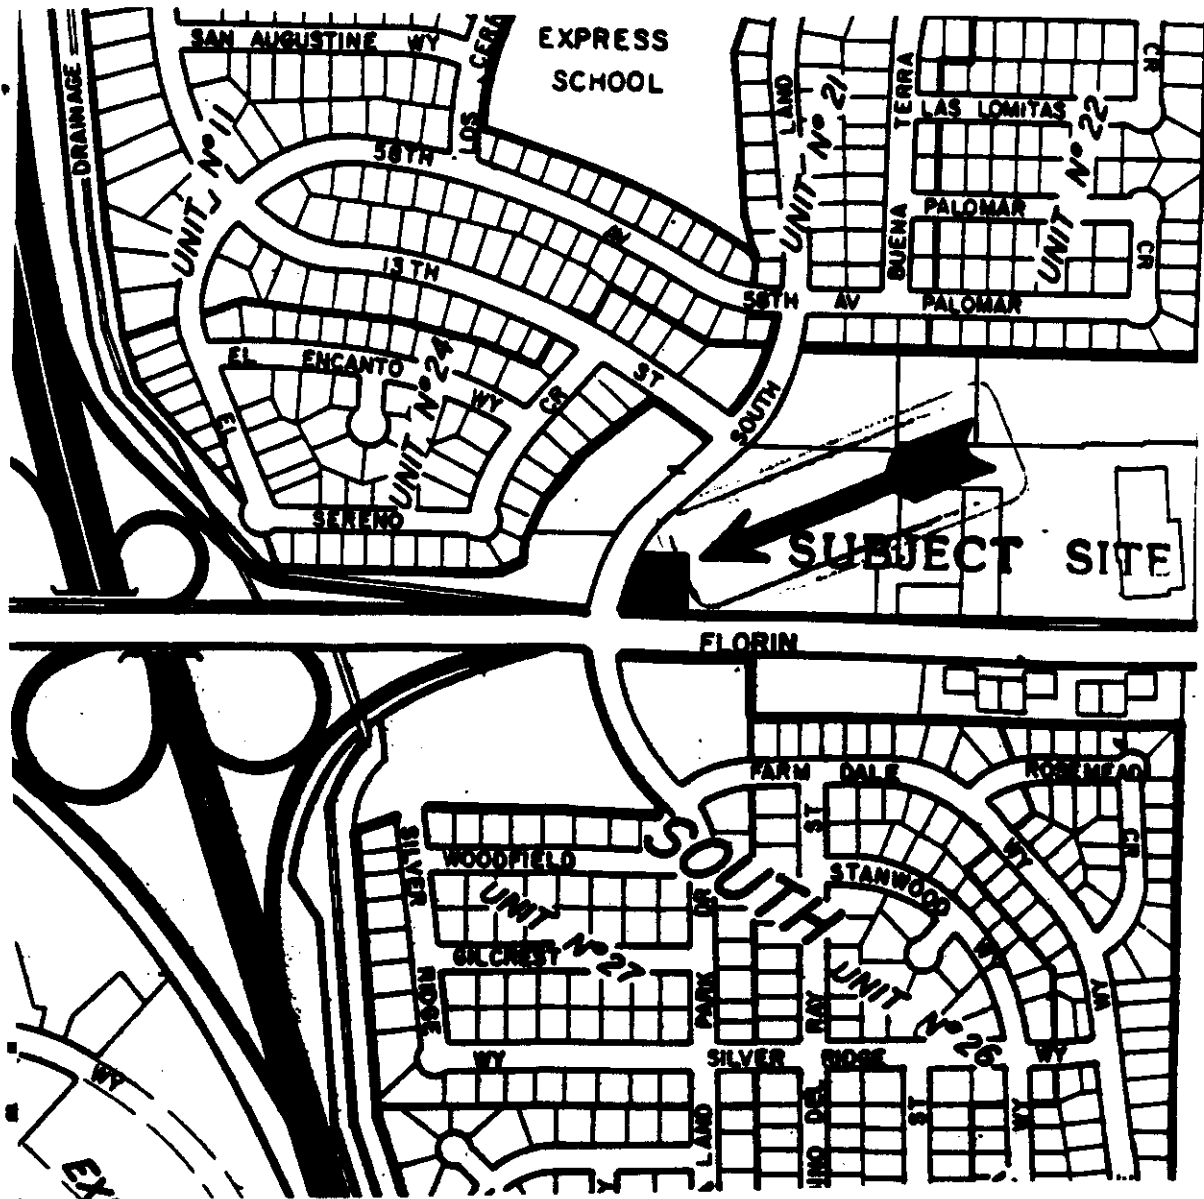 SAN AUGUSTINE WY
LOS
EXPRESS
SCHOOL
DRAINAGE
UNIT Nº 11
58TH
AV
13TH
ST
LAND
UNIT Nº 21
BUENA TERRA
LAS LOMITAS
CR
UNIT Nº 22
PALOMAR
CR
58TH AV PALOMAR
EL ENCANTO WY
CR
UNIT Nº 24
EL
SERENO
SOUTH
SUBJECT SITE
FLORIN
FARM DALE
WY
ROSEMEAD
CR
ST
SOUTH
SILVER
RIDGE
WOODFIELD
UNIT Nº 27
GILCREST
STANWOOD
WY
WY
UNIT Nº 26
DR
PARK
LAND
RAY
DEL
WY SILVER RIDGE WY
ST
WY
WY